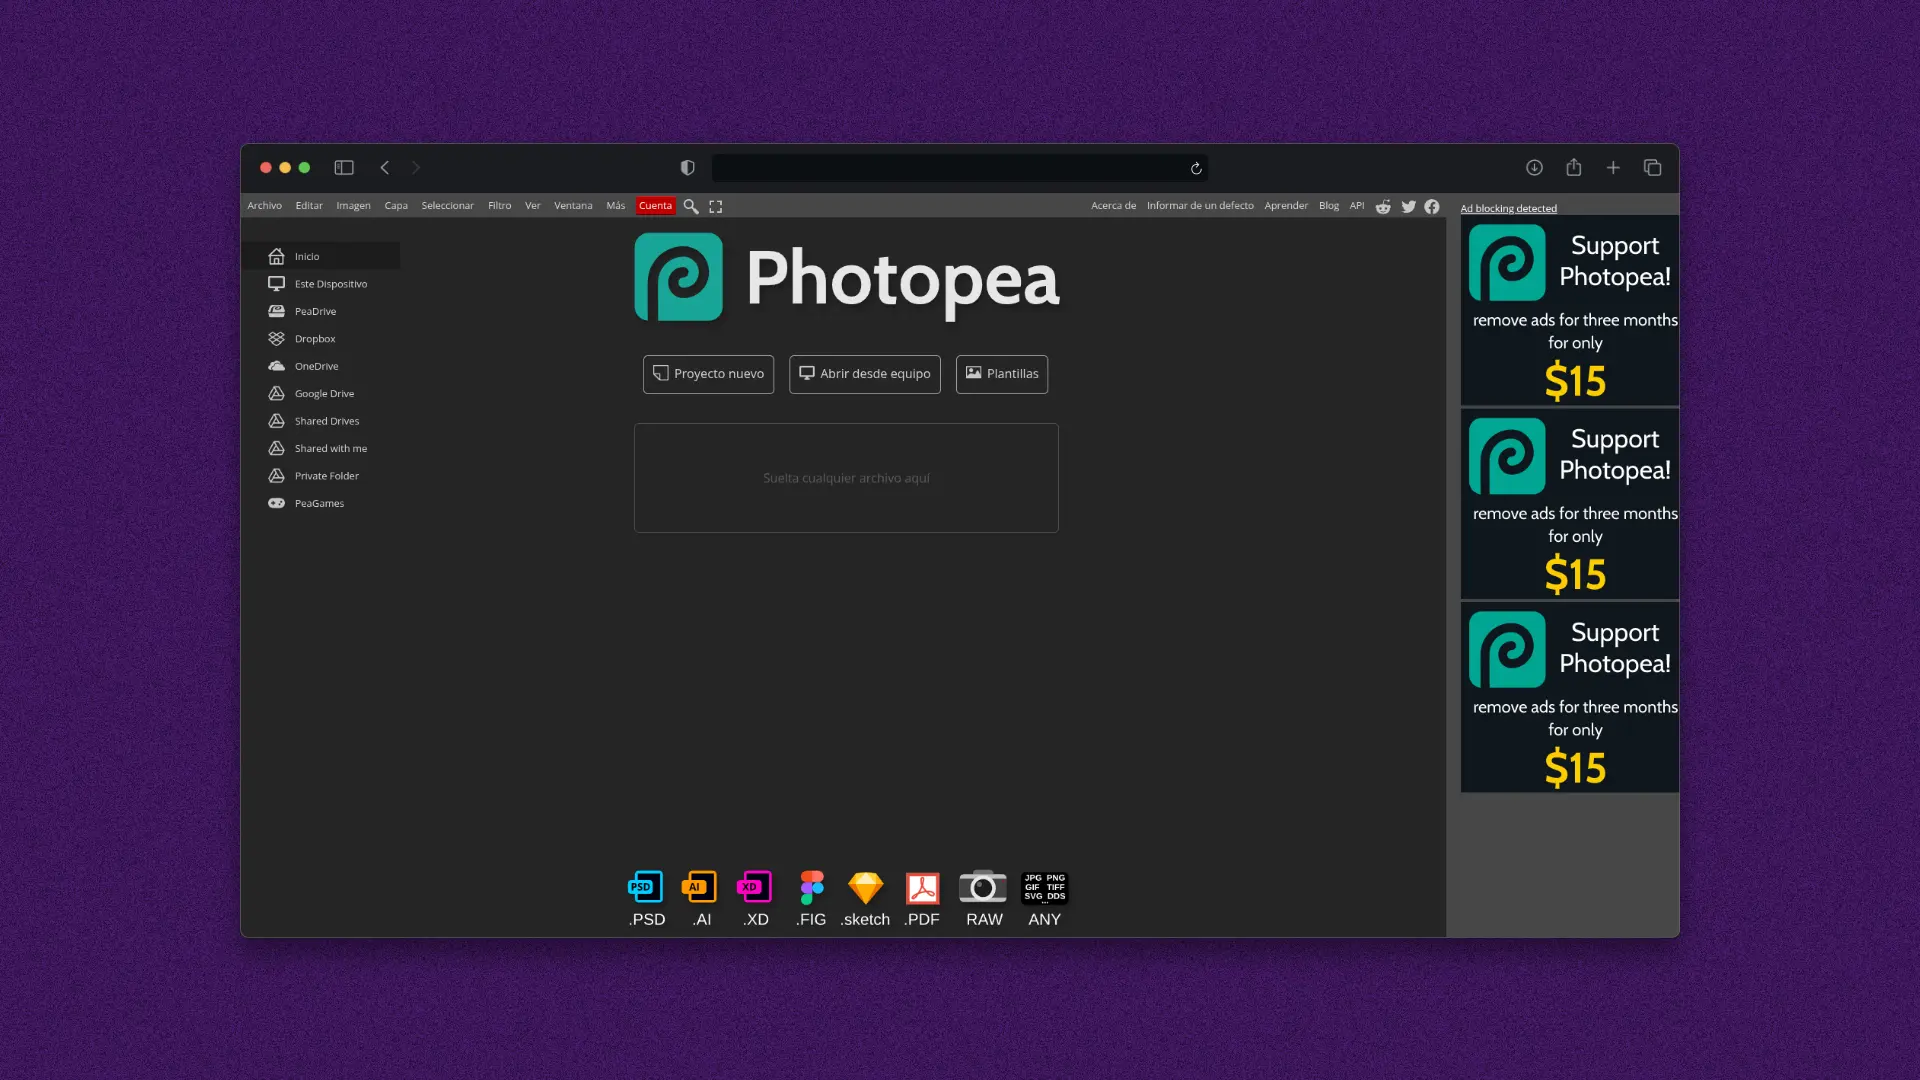 Archivo Editar Imagen Capa Seleccionar Filtro Ver Ventana Más Cuenta Acerca de Informar de un defecto Aprender Blog API
Ad blocking detected
Inicio
Este Dispositivo
PeaDrive
Dropbox
OneDrive
Google Drive
Shared Drives
Shared with me
Private Folder
PeaGames
Photopea
Proyecto nuevo Abrir desde equipo Plantillas
Suelta cualquier archivo aquí
PSD AI XD JPG PNG
GIF TIFF
SVG DDS
...
.PSD .AI .XD .FIG .sketch .PDF RAW ANY
Support
Photopea!
remove ads for three months
for only
$15
Support
Photopea!
remove ads for three months
for only
$15
Support
Photopea!
remove ads for three months
for only
$15